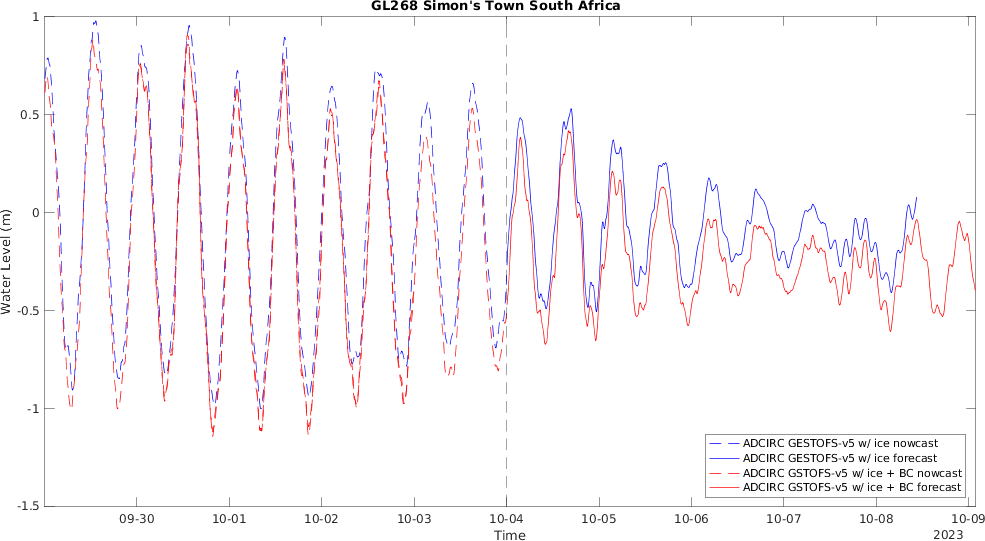 GL268 Simon's Town South Africa
1
0.5
0
-0.5
-1
-1.5
Water Level (m)
09-30
10-01
10-02
10-03
10-04
10-05
10-06
10-07
10-08
10-09
Time
2023
ADCIRC GESTOFS-v5 w/ ice nowcast
ADCIRC GESTOFS-v5 w/ ice forecast
ADCIRC GSTOFS-v5 w/ ice + BC nowcast
ADCIRC GSTOFS-v5 w/ ice + BC forecast